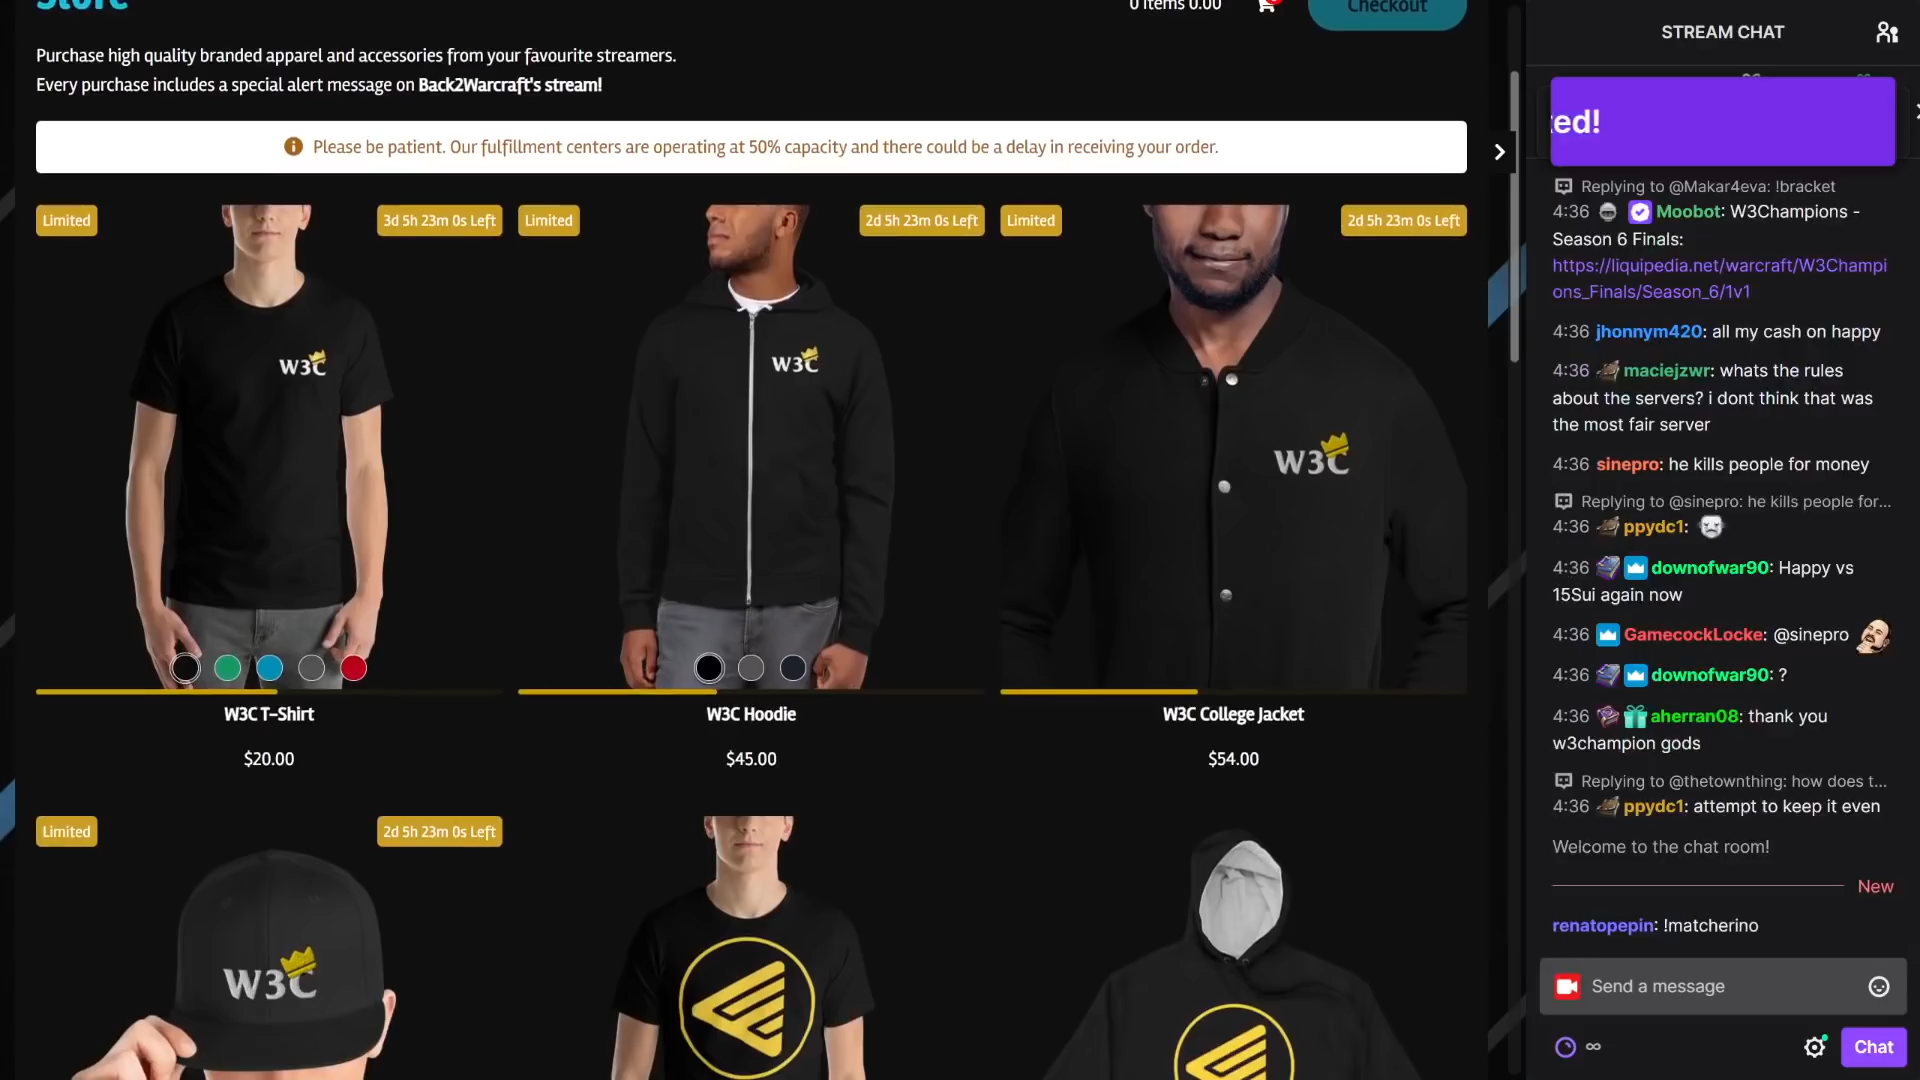 Store
0 items 0.00
Checkout
Purchase high quality branded apparel and accessories from your favourite streamers.
Every purchase includes a special alert message on Back2Warcraft's stream!
Please be patient. Our fulfillment centers are operating at 50% capacity and there could be a delay in receiving your order.
Limited
3d 5h 23m 0s Left
Limited
2d 5h 23m 0s Left
Limited
2d 5h 23m 0s Left
W3C
W3C
W3C
W3C T-Shirt
W3C Hoodie
W3C College Jacket
$20.00
$45.00
$54.00
Limited
2d 5h 23m 0s Left
W3C
STREAM CHAT
ted!
Replying to @Makar4eva: !bracket
4:36 Moobot: W3Champions -
Season 6 Finals:
https://liquipedia.net/warcraft/W3Champi
ons_Finals/Season_6/1v1
4:36 jhonnym420: all my cash on happy
4:36 maciejzwr: whats the rules
about the servers? i dont think that was
the most fair server
4:36 sinepro: he kills people for money
Replying to @sinepro: he kills people for...
4:36 ppydc1:
4:36 downofwar90: Happy vs
15Sui again now
4:36 GamecockLocke: @sinepro
4:36 downofwar90: ?
4:36 aherran08: thank you
w3champion gods
Replying to @thetownthing: how does t...
4:36 ppydc1: attempt to keep it even
Welcome to the chat room!
New
renatopepin: !matcherino
Send a message
∞
Chat